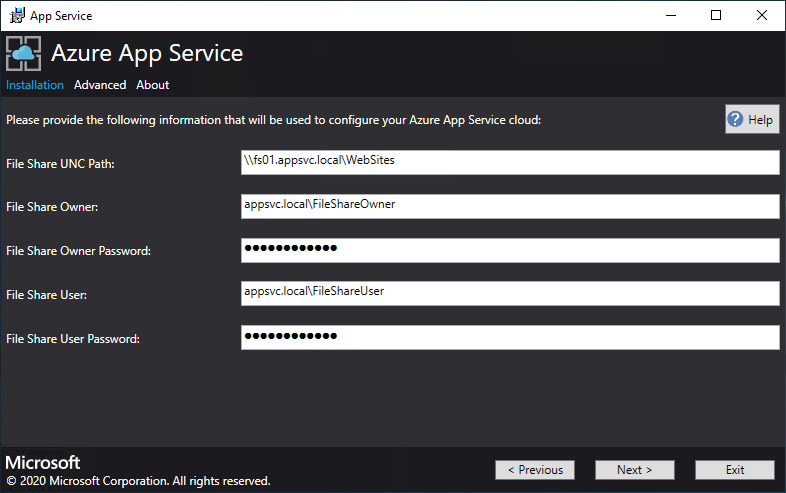 App Service
Azure App Service
Installation Advanced About
Please provide the following information that will be used to configure your Azure App Service cloud:
? Help
File Share UNC Path: \\fs01.appsvc.local\WebSites
File Share Owner: appsvc.local\FileShareOwner
File Share Owner Password: ●●●●●●●●●●●●
File Share User: appsvc.local\FileShareUser
File Share User Password: ●●●●●●●●●●●●
Microsoft
© 2020 Microsoft Corporation. All rights reserved.
< Previous Next > Exit